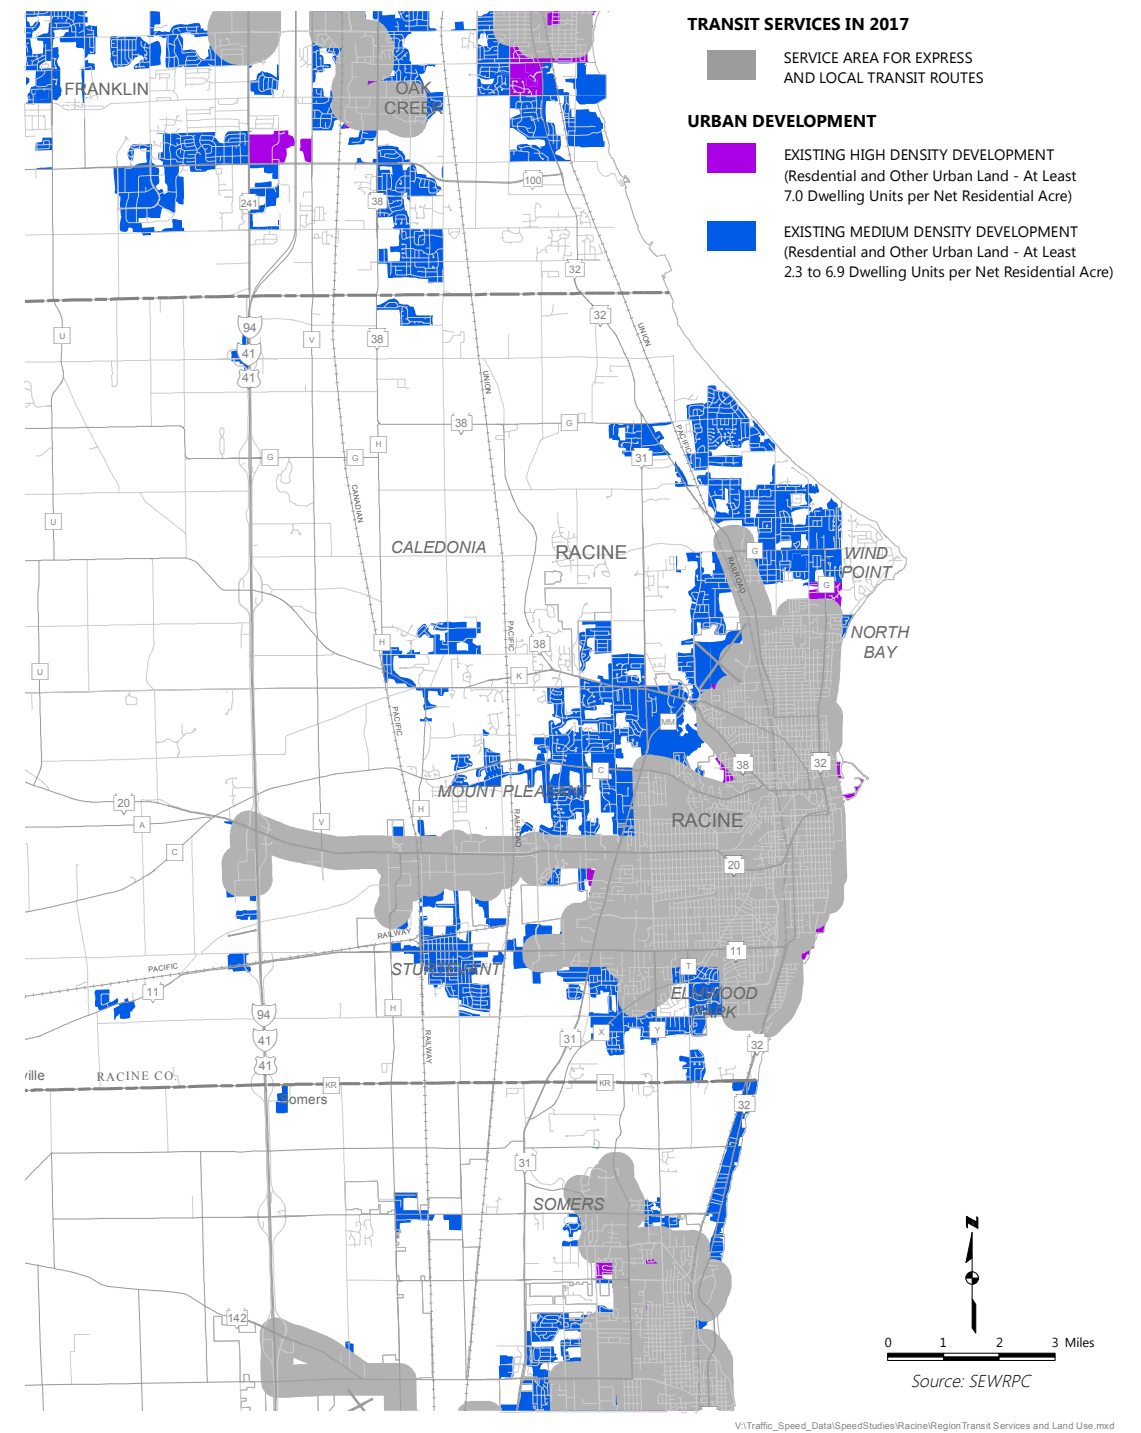 TRANSIT SERVICES IN 2017
SERVICE AREA FOR EXPRESS
AND LOCAL TRANSIT ROUTES
URBAN DEVELOPMENT
EXISTING HIGH DENSITY DEVELOPMENT
(Resdential and Other Urban Land - At Least
7.0 Dwelling Units per Net Residential Acre)
EXISTING MEDIUM DENSITY DEVELOPMENT
(Resdential and Other Urban Land - At Least
2.3 to 6.9 Dwelling Units per Net Residential Acre)
FRANKLIN
OAK
CREEK
100
241
38
32
32
UNION
94
41
41
U
V
38
UNION
38
G
PACIFIC
H
31
G
G
CANADIAN
U
CALEDONIA
RACINE
G
WIND
POINT
RAILROAD
G
NORTH
BAY
PACIFIC
H
38
U
K
PACIFIC
MM
38
32
C
MOUNT PLEASANT
20
H
A
V
RAILROAD
RACINE
C
20
RAILWAY
11
PACIFIC
STURTEVANT
T
11
ELMWOOD
PARK
H
94
X
Y
41
31
32
RAILWAY
41
ville
RACINE CO.
KR
KR
Somers
32
31
SOMERS
142
N
0 1 2 3 Miles
Source: SEWRPC
V:\Traffic_Speed_Data\SpeedStudies\Racine\RegionTransit Services and Land Use.mxd